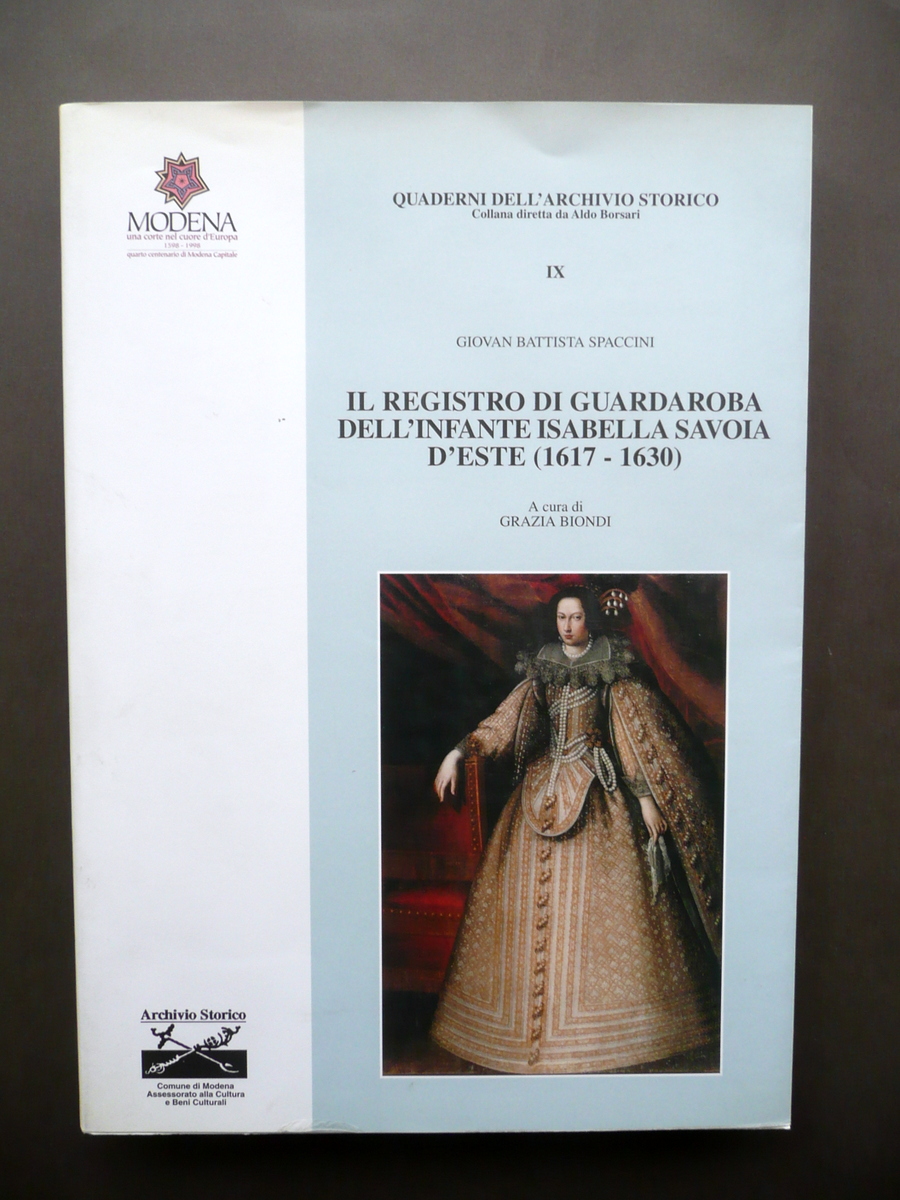 MODENA
una corte nel cuore d'Europa
1598 - 1998
quarto centenario di Modena Capitale
QUADERNI DELL'ARCHIVIO STORICO
Collana diretta da Aldo Borsari
IX
GIOVAN BATTISTA SPACCINI
IL REGISTRO DI GUARDAROBA
DELL'INFANTE ISABELLA SAVOIA
D'ESTE (1617 - 1630)
A cura di
GRAZIA BIONDI
Archivio Storico
Comune di Modena
Assessorato alla Cultura
e Beni Culturali